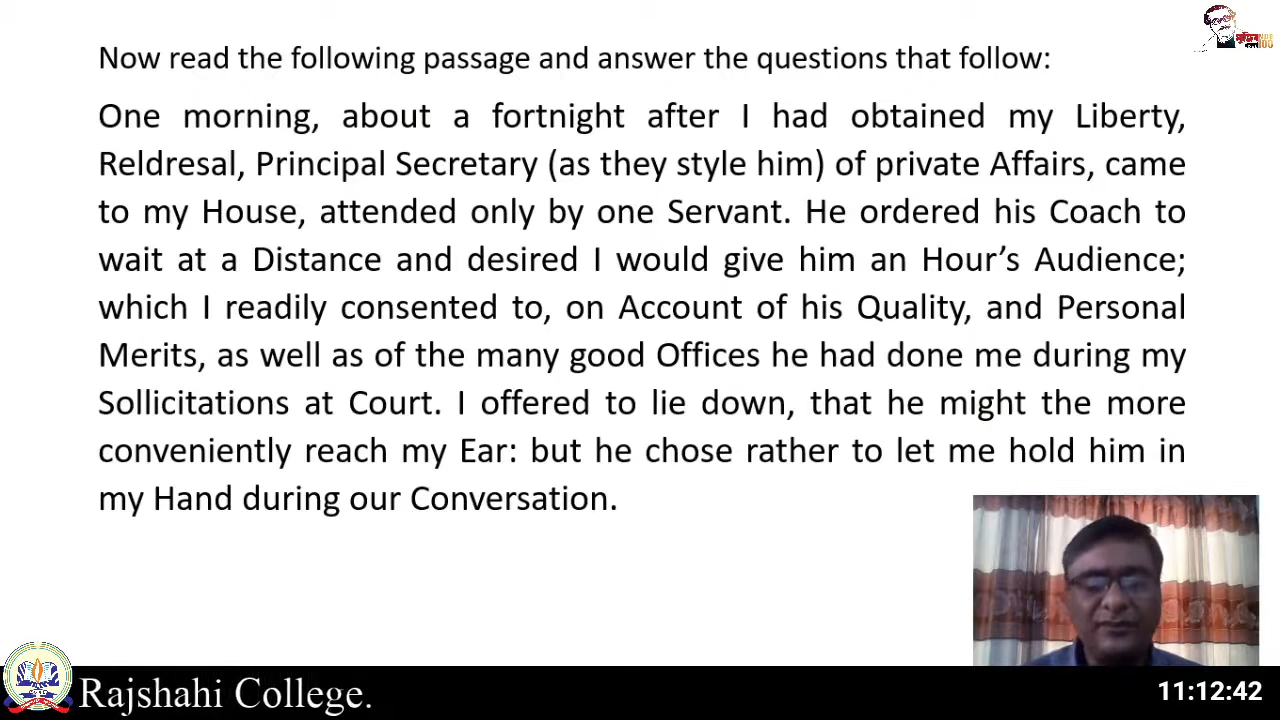 Now read the following passage and answer the questions that follow:
One morning, about a fortnight after I had obtained my Liberty,
Reldresal, Principal Secretary (as they style him) of private Affairs, came
to my House, attended only by one Servant. He ordered his Coach to
wait at a Distance and desired I would give him an Hour’s Audience;
which I readily consented to, on Account of his Quality, and Personal
Merits, as well as of the many good Offices he had done me during my
Sollicitations at Court. I offered to lie down, that he might the more
conveniently reach my Ear: but he chose rather to let me hold him in
my Hand during our Conversation.
Rajshahi College.
11:12:42